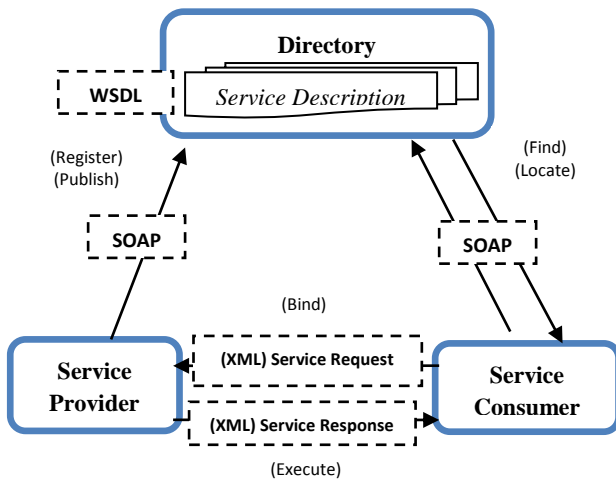 Directory
WSDL
Service Description
(Register)
(Publish)
(Find)
(Locate)
SOAP
SOAP
(Bind)
(XML) Service Request
Service
Provider
Service
Consumer
(XML) Service Response
(Execute)